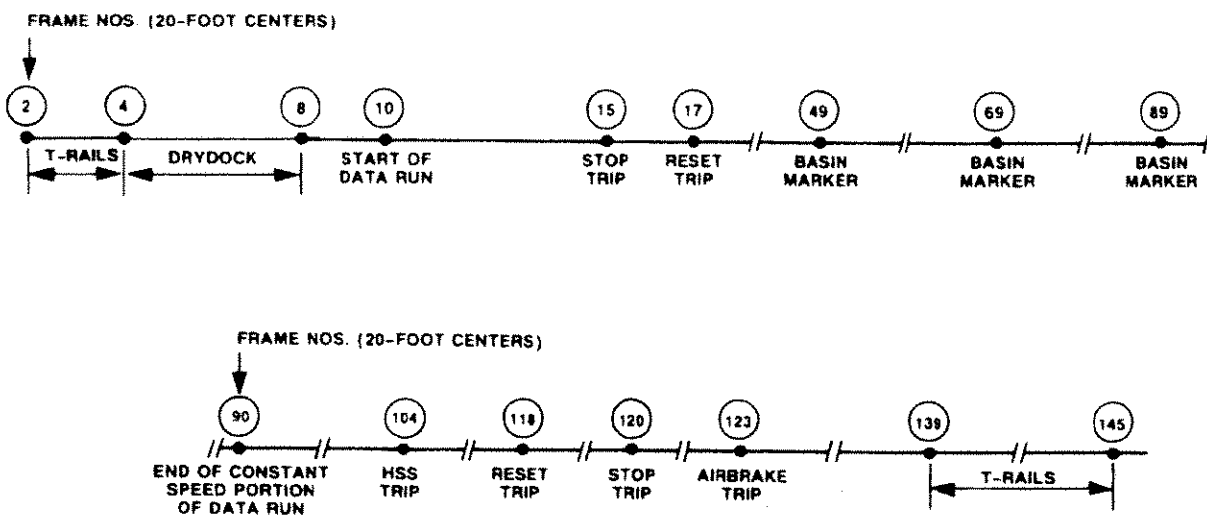 FRAME NOS. (20-FOOT CENTERS)
2 4 8 10 15 17 49 69 89
T-RAILS DRYDOCK START OF STOP RESET BASIN BASIN BASIN
DATA RUN TRIP TRIP MARKER MARKER MARKER
FRAME NOS. (20-FOOT CENTERS)
90 104 118 120 123 139 145
END OF CONSTANT HSS RESET STOP AIRBRAKE T-RAILS
SPEED PORTION TRIP TRIP TRIP TRIP
OF DATA RUN